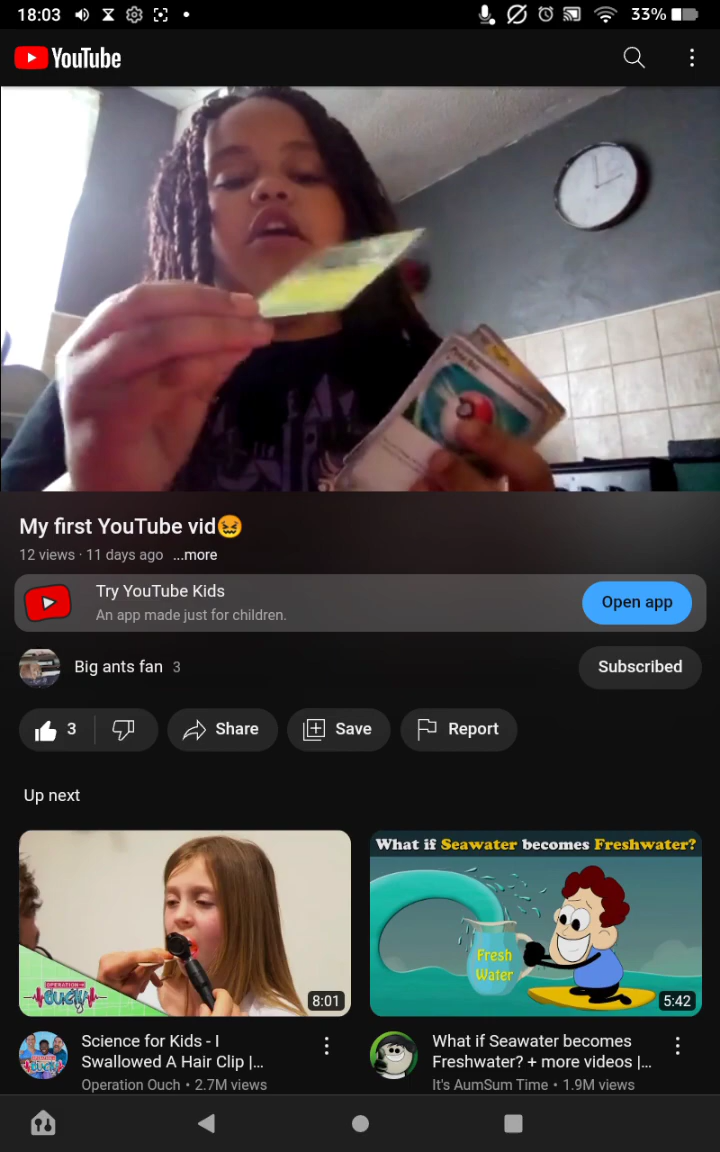 18:03
33%
YouTube
My first YouTube vid😖
12 views · 11 days ago ...more
Try YouTube Kids
An app made just for children.
Open app
Big ants fan 3
Subscribed
3
Share
Save
Report
Up next
OPERATION
OUCH
8:01
What if Seawater becomes Freshwater?
Fresh
Water
5:42
Science for Kids - I
Swallowed A Hair Clip |...
Operation Ouch • 2.7M views
What if Seawater becomes
Freshwater? + more videos |...
It's AumSum Time • 1.9M views